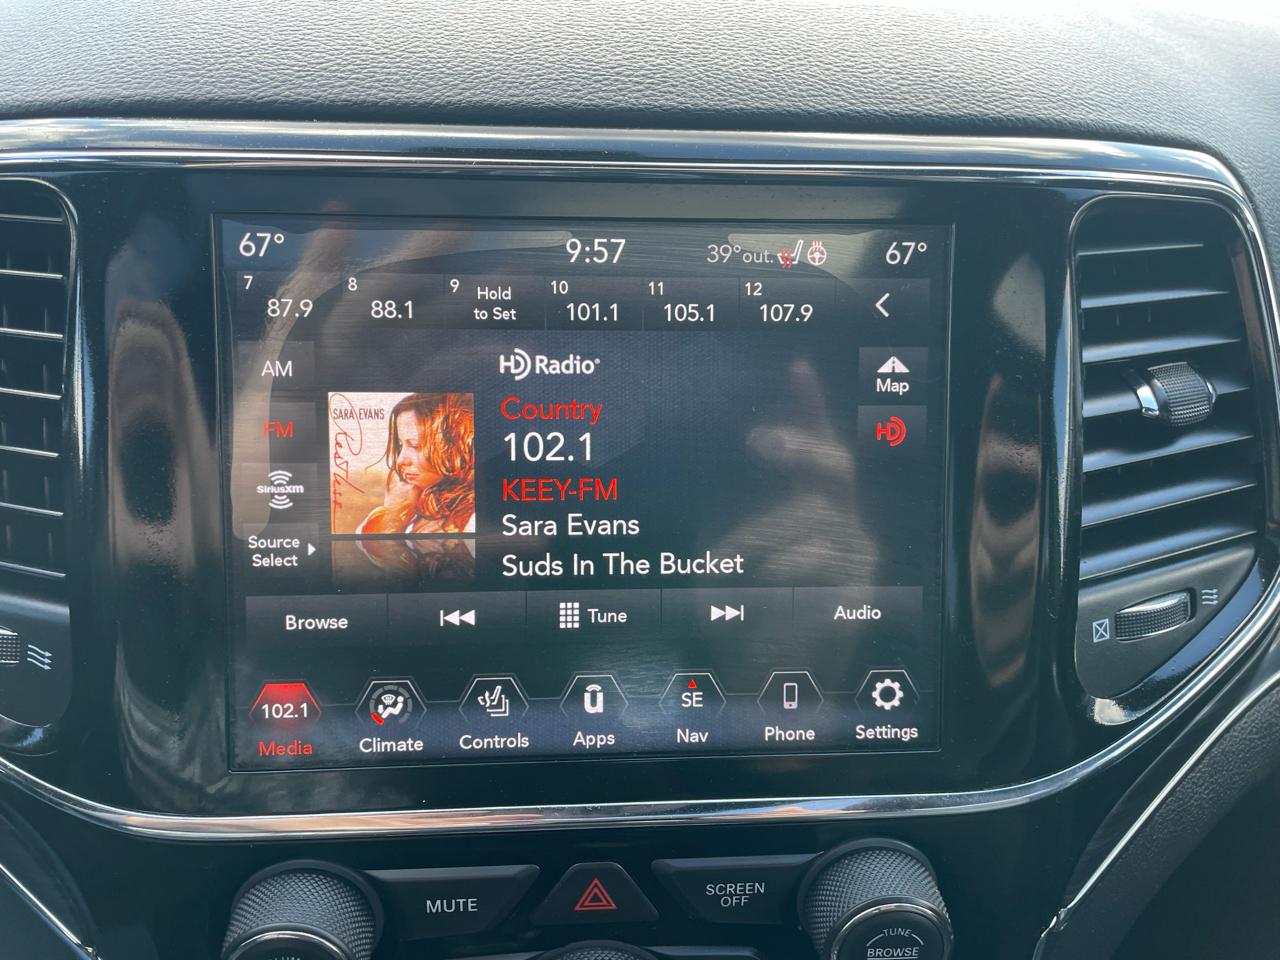 67°
9:57
39°out.
67°
7
87.9
8
88.1
9
Hold
to Set
10
101.1
11
105.1
12
107.9
AM
HD Radio®
Map
SARA EVANS
Restless
Country
FM
HD
102.1
SiriusXM
KEEY-FM
Sara Evans
Source
Select
Suds In The Bucket
Browse
Tune
Audio
102.1
Media
Climate
Controls
Apps
SE
Nav
Phone
Settings
MUTE
SCREEN
OFF
TUNE
BROWSE